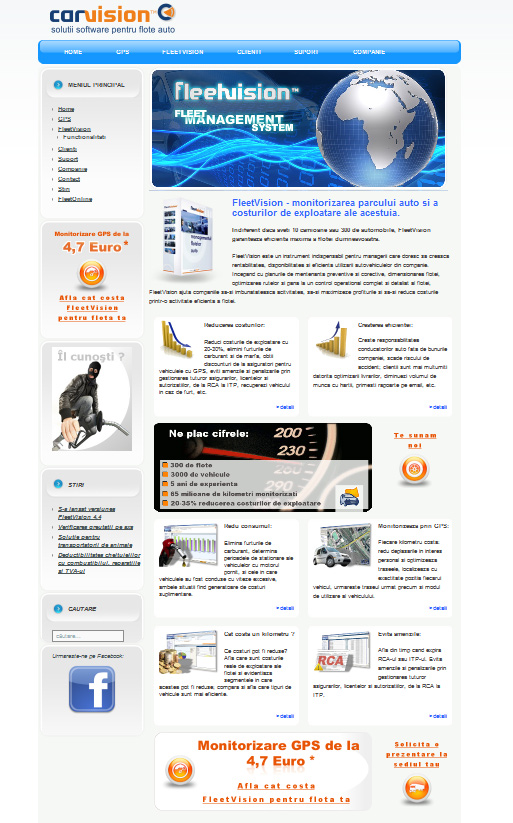 carvision™
solutii software pentru flote auto
HOME GPS FLEETVISION CLIENTI SUPORT COMPANIE
MENIUL PRINCIPAL
Home
GPS
FleetVision
Functionalitati
Clienti
Suport
Companie
Contact
Stiri
FleetOnline
Monitorizare GPS de la
4,7 Euro *
Afla cat costa
FleetVision
pentru flota ta
Îl cunoşti ?
STIRI
S-a lansat versiunea
FleetVision 4.4
Verificarea greutatii pe axe
Solutie pentru
transportatorii de animale
Deductibilitatea cheltuielilor
cu combustibilul, reparatiile
si TVA-ul
CAUTARE
căutare...
Urmareste-ne pe Facebook:
fleetvision™
FLEET
MANAGEMENT
SYSTEM
FleetVision - monitorizarea parcului auto si a
costurilor de exploatare ale acestuia.
Indiferent daca aveti 10 camioane sau 300 de automobile, FleetVision
garanteaza eficienta maxima a flotei dumneavoastra.
FleetVision este un instrument indispensabil pentru managerii care doresc sa creasca
rentabilitatea, disponibilitatea si eficienta utilizarii autovehiculelor din companie.
Incepand cu planurile de mentenanta preventive si corective, dimensionarea flotei,
optimizarea rutelor si pana la un control operational complet si detaliat al flotei,
FleetVision ajuta companiile sa-si imbunatateasca activitatea, sa-si maximizeze profiturile si sa-si reduca costurile
printr-o activitate eficienta a flotei.
Reducerea costurilor:
Reduci costurile de exploatare cu
20-30%, elimini furturile de
carburant si de marfa, obtii
discounturi de la asiguratori pentru
vehiculele cu GPS, eviti amenzile si penalizarile prin
gestionarea tuturor asigurarilor, licentelor si
autorizatiilor, de la RCA la ITP, recuperezi vehiculul
in caz de furt, etc.
» detalii
Cresterea eficientei:
Creste responsabilitatea
conducatorilor auto fata de bunurile
companiei, scade riscului de
accident, clientii sunt mai multumiti
datorita optimizarii livrarilor, diminuezi volumul de
munca cu hartii, primesti rapoarte pe email, etc.
» detalii
Ne plac cifrele:
200
230
260
300 de flote
3000 de vehicule
5 ani de experienta
65 milioane de kilometri monitorizati
20-35% reducerea costurilor de exploatare
Te sunam
noi
Redu consumul:
Elimina furturile de
carburant, determina
perioadele de stationare ale
vehiculelor cu motorul
pornit, si cele in care
vehiculele au fost conduse cu viteze excesive,
ambele situatii fiind generatoare de costuri
suplimentare.
» detalii
Monitorizeaza prin GPS:
Fiecare kilometru costa:
redu deplasarile in interes
personal si optimizeaza
traseele, localizeaza cu
exactitate pozitia fiecarui
vehicul, urmareste traseul urmat precum si modul
de utilizare al vehiculului.
» detalii
Cat costa un kilometru ?
Ce costuri pot fi reduse?
Afla care sunt costurile
reale de exploatare ale
flotei si evidentiaza
segmentele in care
acestea pot fi reduse, compara si afla care tipuri de
vehicule sunt mai eficiente.
» detalii
Evita amenzile:
RCA
Afla din timp cand expira
RCA-ul sau ITP-ul. Evita
amenzile si penalizarile prin
gestionarea tuturor
asigurarilor, licentelor si autorizatiilor, de la RCA la
ITP.
» detalii
Monitorizare GPS de la
4,7 Euro *
Afla cat costa
FleetVision pentru flota ta
Solicita o
prezentare la
sediul tau